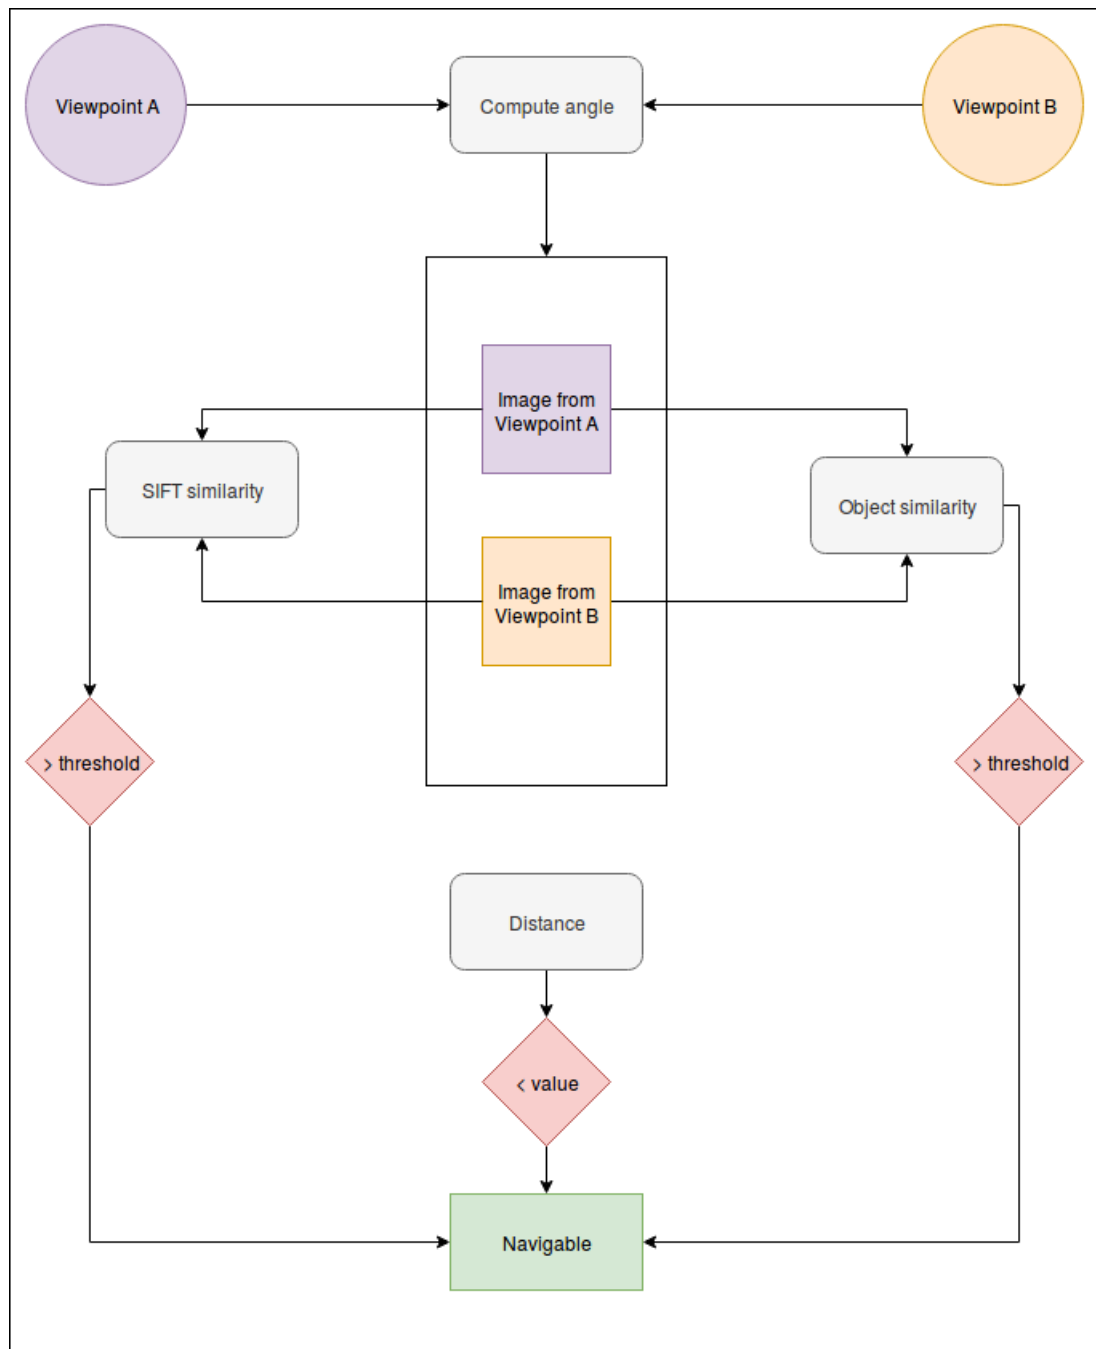 Viewpoint A
Compute angle
Viewpoint B
Image from
Viewpoint A
SIFT similarity
Object similarity
Image from
Viewpoint B
> threshold
> threshold
Distance
< value
Navigable